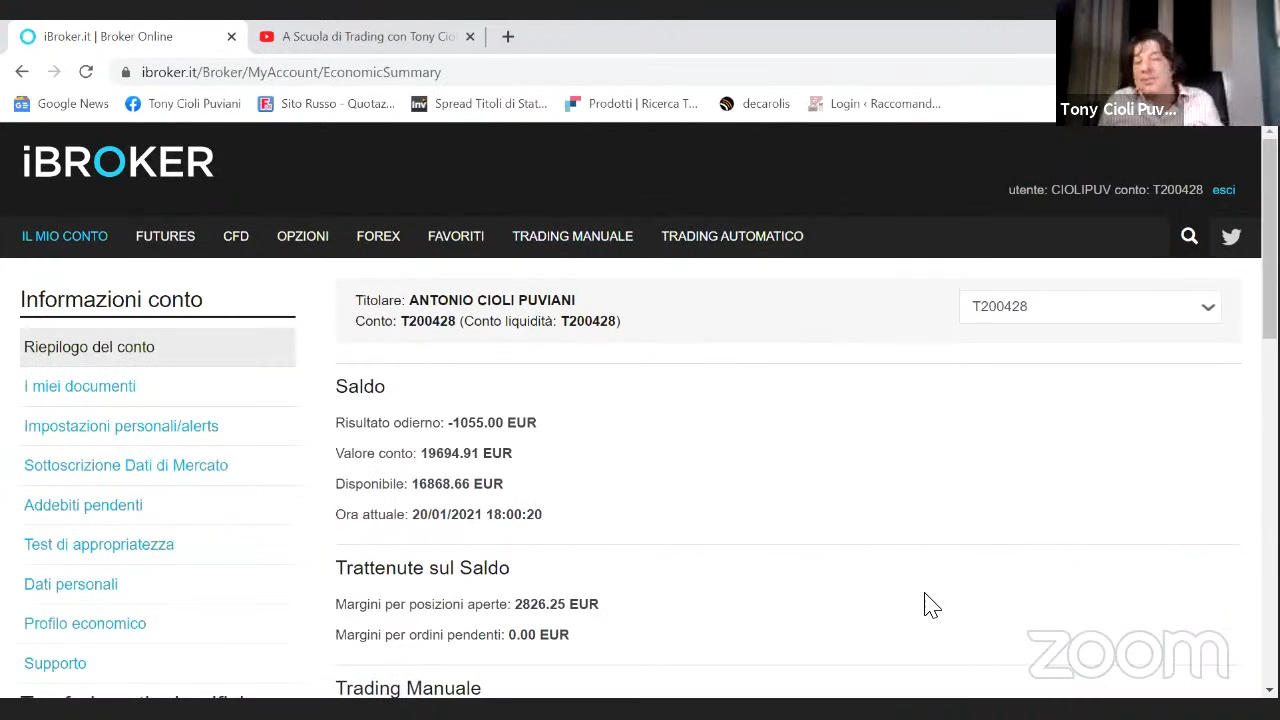 iBroker.it | Broker Online
A Scuola di Trading con Tony Cio
ibroker.it/Broker/MyAccount/EconomicSummary
Google News
Tony Cioli Puviani
Sito Russo - Quotaz...
Inv
Spread Titoli di Stat...
Prodotti | Ricerca T...
decarolis
Login ‹ Raccomand...
Tony Cioli Puv...
iBROKER
utente: CIOLIPUV conto: T200428 esci
IL MIO CONTO FUTURES CFD OPZIONI FOREX FAVORITI TRADING MANUALE TRADING AUTOMATICO
Informazioni conto
Riepilogo del conto
I miei documenti
Impostazioni personali/alerts
Sottoscrizione Dati di Mercato
Addebiti pendenti
Test di appropriatezza
Dati personali
Profilo economico
Supporto
Titolare: ANTONIO CIOLI PUVIANI
Conto: T200428 (Conto liquidità: T200428)
T200428
Saldo
Risultato odierno: -1055.00 EUR
Valore conto: 19694.91 EUR
Disponibile: 16868.66 EUR
Ora attuale: 20/01/2021 18:00:20
Trattenute sul Saldo
Margini per posizioni aperte: 2826.25 EUR
Margini per ordini pendenti: 0.00 EUR
Trading Manuale
zoom